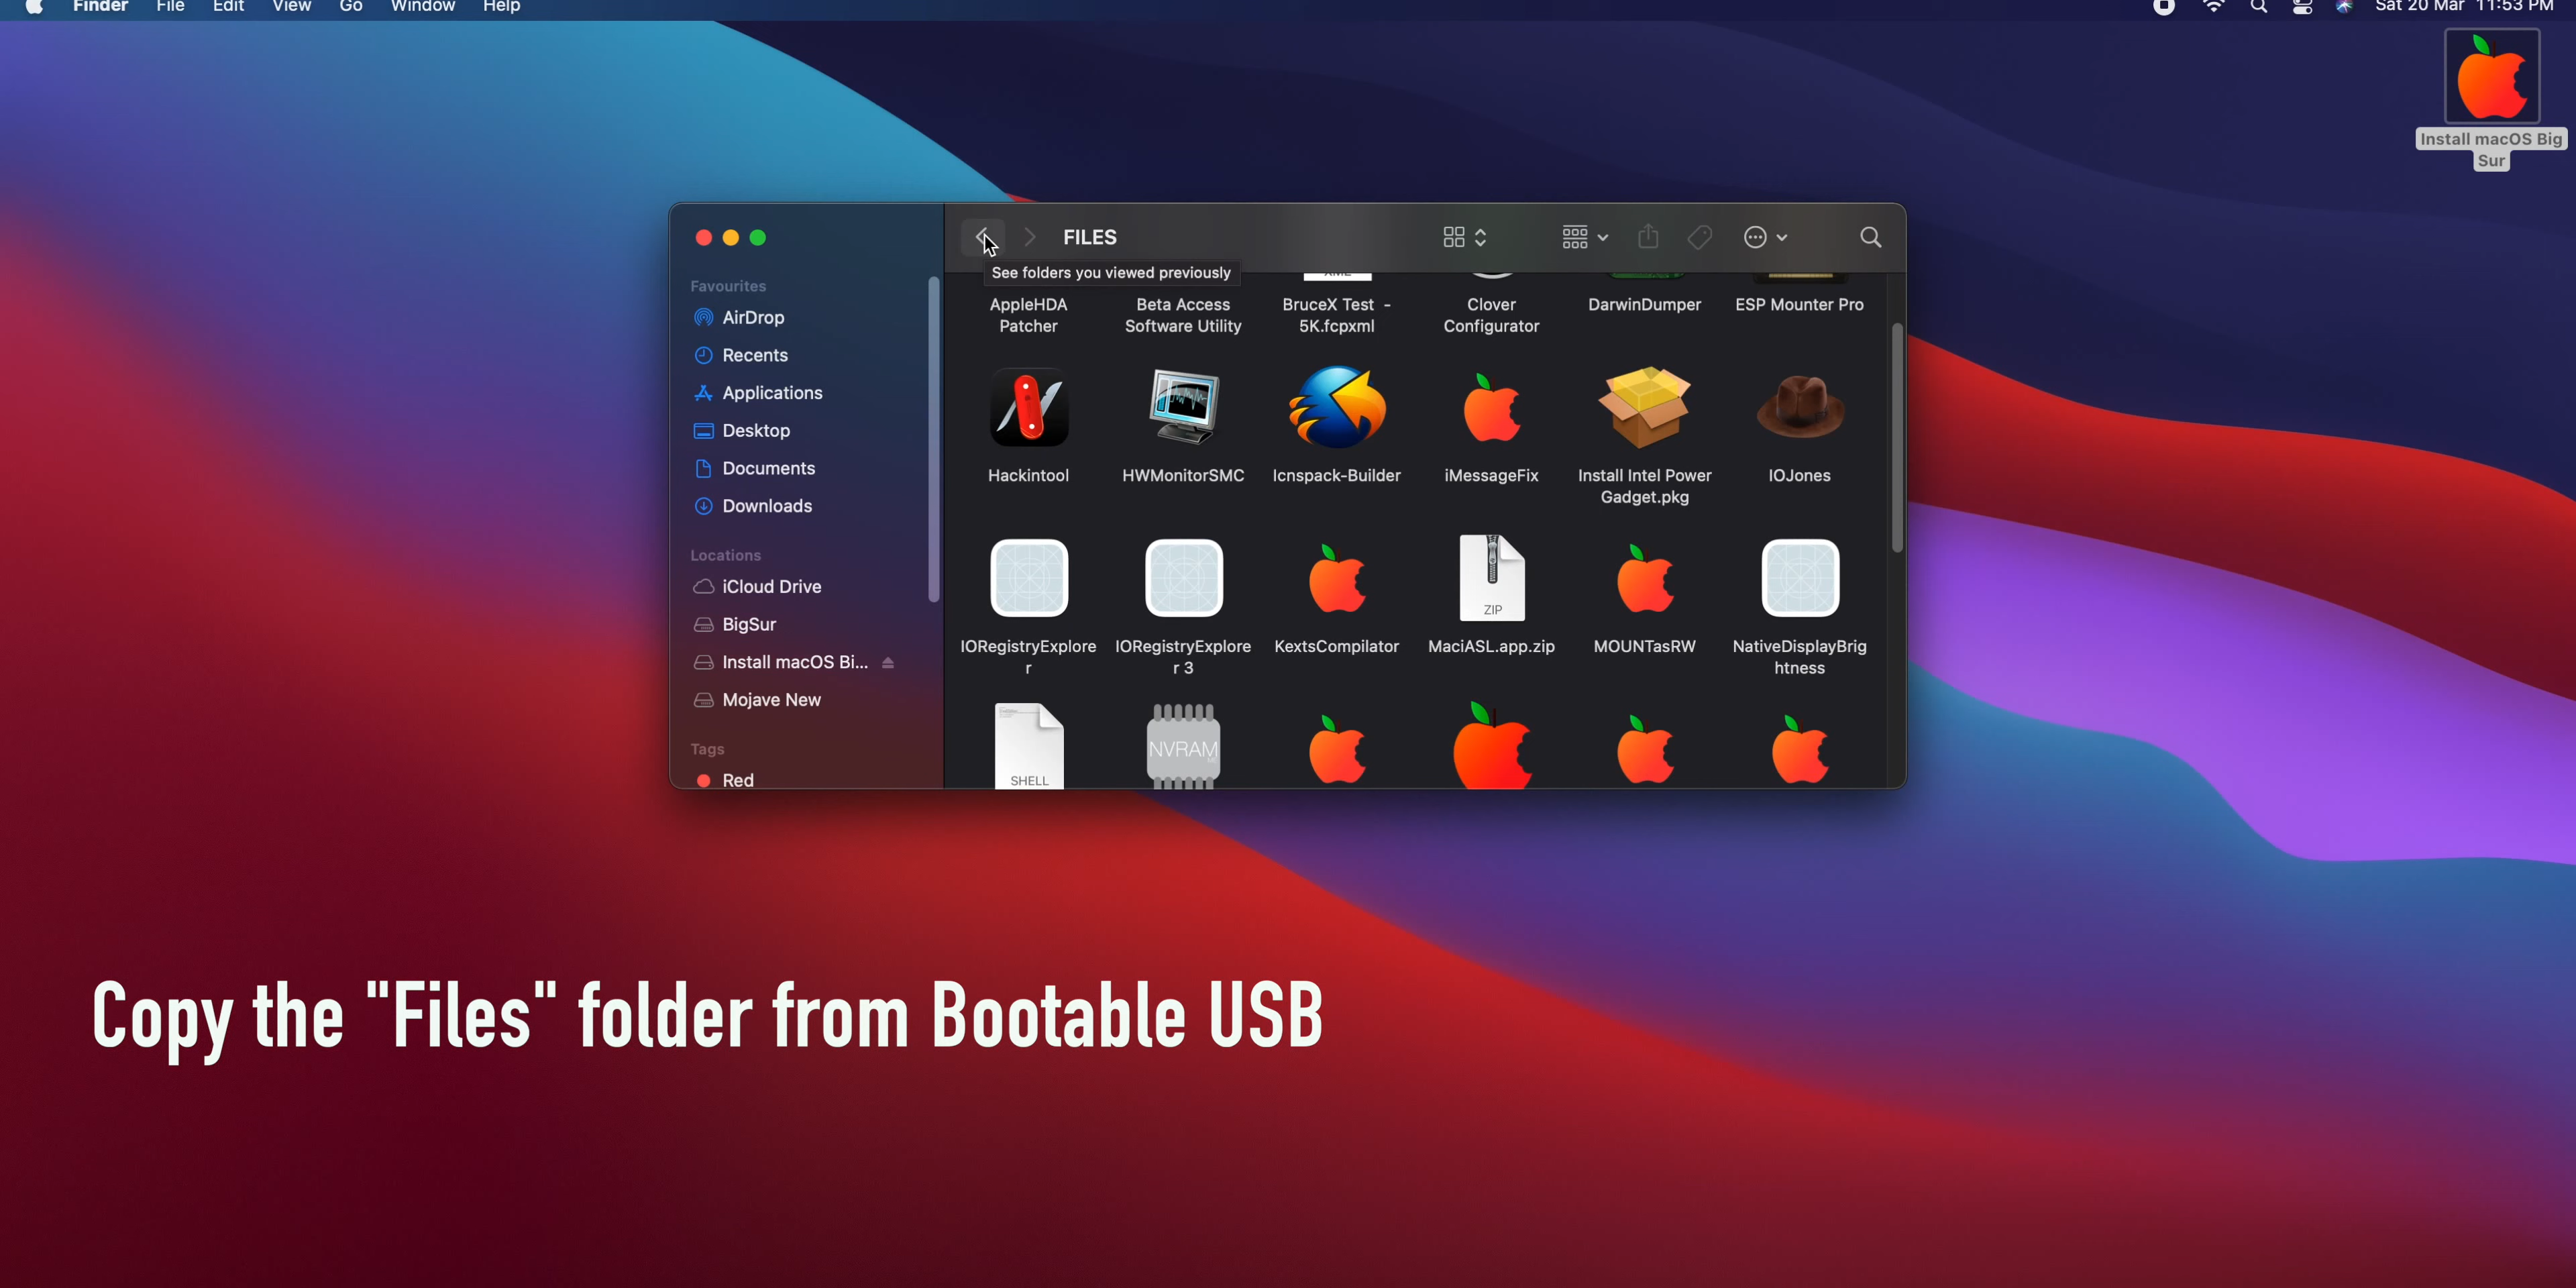 Finder File Edit View Go Window Help
Sat 20 Mar 11:53 PM
Install macOS Big
Sur
FILES
See folders you viewed previously
Favourites
AirDrop
Recents
Applications
Desktop
Documents
Downloads
Locations
iCloud Drive
BigSur
Install macOS Bi...
Mojave New
Tags
Red
AppleHDA
Patcher
Beta Access
Software Utility
BruceX Test -
5K.fcpxml
Clover
Configurator
DarwinDumper
ESP Mounter Pro
Hackintool
HWMonitorSMC
Icnspack-Builder
iMessageFix
Install Intel Power
Gadget.pkg
IOJones
IORegistryExplore
r
IORegistryExplore
r 3
KextsCompilator
ZIP
MaciASL.app.zip
MOUNTasRW
NativeDisplayBrig
htness
SHELL
NVRAM
Copy the "Files" folder from Bootable USB